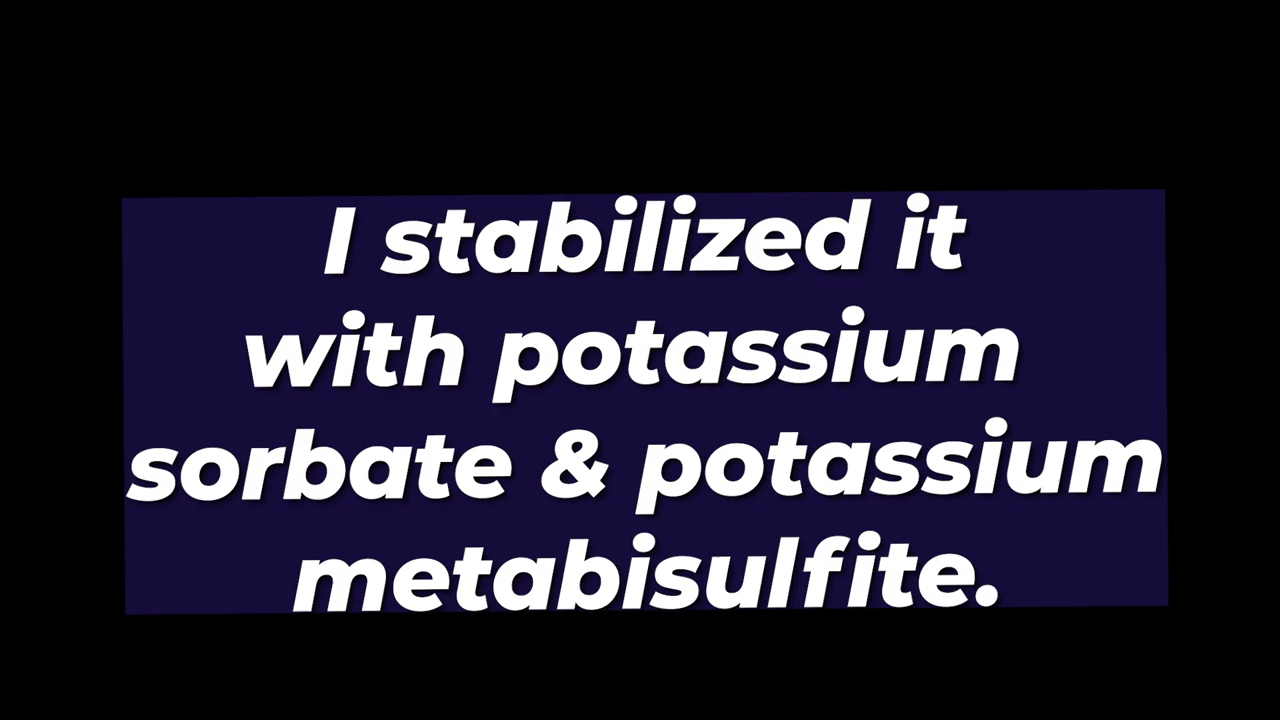 I stabilized it
with potassium
sorbate & potassium
metabisulfite.